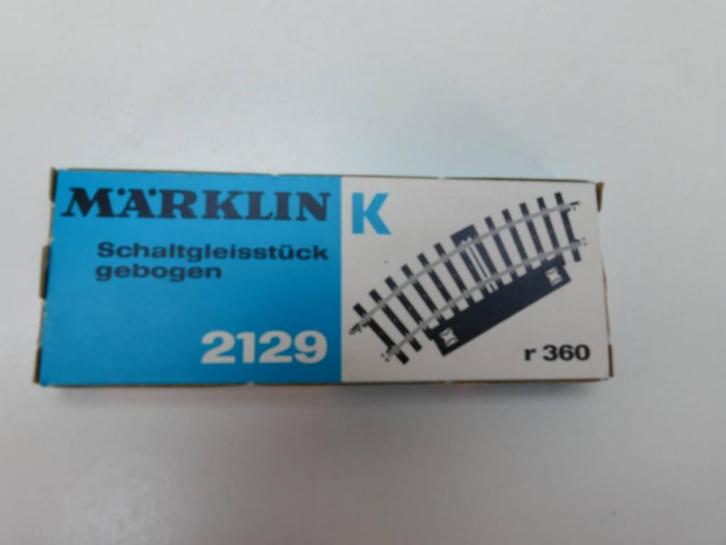 MÄRKLIN K
Schaltgleisstück
gebogen
2129
r 360